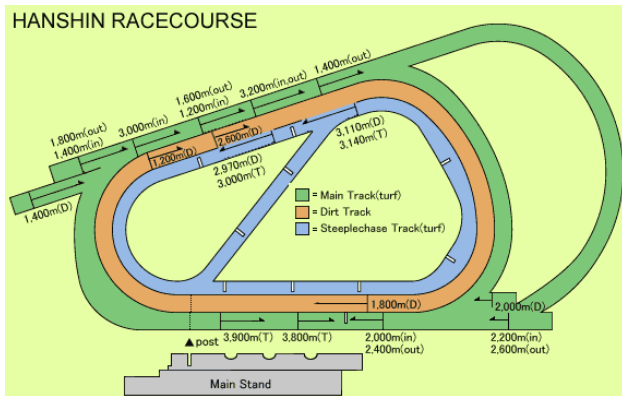 HANSHIN RACECOURSE
1,400m(out)
3,200m(in,out)
1,600m(out)
1,200m(in)
3,000m(in)
1,800m(out)
1,400m(in)
2,600m(D)
1,200m(D)
3,110m(D)
3,140m(T)
2,970m(D)
3,000m(T)
1,400m(D)
= Main Track(turf)
= Dirt Track
= Steeplechase Track(turf)
1,800m(D)
2,000m(D)
3,900m(T)
3,800m(T)
2,000m(in)
2,400m(out)
2,200m(in)
2,600m(out)
▲post
Main Stand